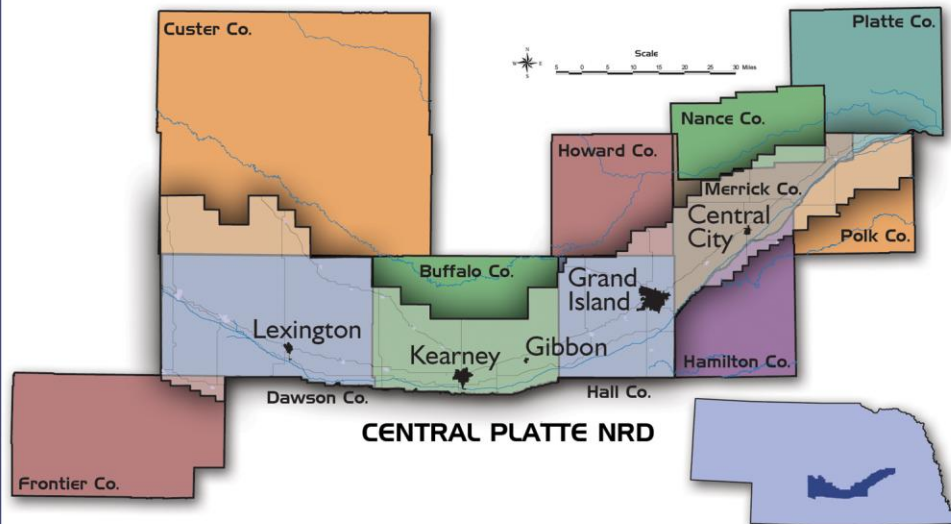 Custer Co.
Platte Co.
N
W
E
S
Scale
5 0 5 10 15 20 25 30 Miles
Nance Co.
Howard Co.
Merrick Co.
Central
City
Polk Co.
Buffalo Co.
Grand
Island
Lexington
Kearney
Gibbon
Hamilton Co.
Dawson Co.
Hall Co.
CENTRAL PLATTE NRD
Frontier Co.